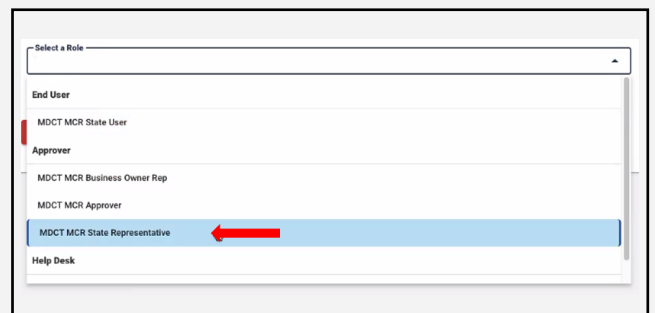 Select a Role
End User
MDCT MCR State User
Approver
MDCT MCR Business Owner Rep
MDCT MCR Approver
MDCT MCR State Representative
Help Desk